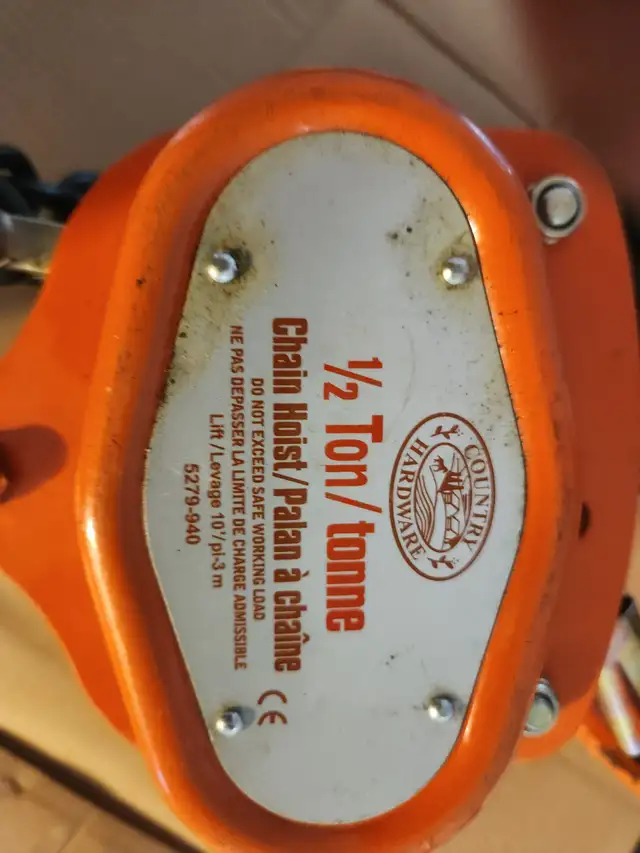 COUNTRY
HARDWARE
½ Ton/tonne
Chain Hoist/Palan à chaîne
DO NOT EXCEED SAFE WORKING LOAD
NE PAS DEPASSER LA LIMITE DE CHARGE ADMISSIBLE
Lift/Levage 10'/pi-3 m
5279-940
CE